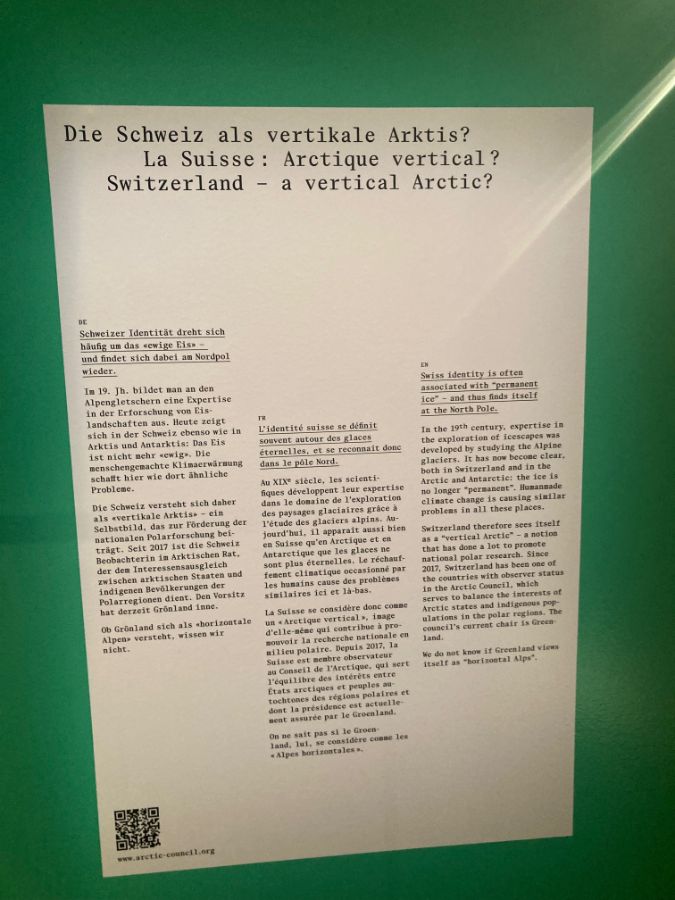 Die Schweiz als vertikale Arktis?
La Suisse : Arctique vertical ?
Switzerland – a vertical Arctic?
DE
Schweizer Identität dreht sich
häufig um das «ewige Eis» –
und findet sich dabei am Nordpol
wieder.
Im 19. Jh. bildet man an den
Alpengletschern eine Expertise
in der Erforschung von Eis-
landschaften aus. Heute zeigt
sich in der Schweiz ebenso wie in
Arktis und Antarktis: Das Eis
ist nicht mehr «ewig». Die
menschengemachte Klimaerwärmung
schafft hier wie dort ähnliche
Probleme.
Die Schweiz versteht sich daher
als «vertikale Arktis» – ein
Selbstbild, das zur Förderung der
nationalen Polarforschung bei-
trägt. Seit 2017 ist die Schweiz
Beobachterin im Arktischen Rat,
der dem Interessensausgleich
zwischen arktischen Staaten und
indigenen Bevölkerungen der
Polarregionen dient. Den Vorsitz
hat derzeit Grönland inne.
Ob Grönland sich als «horizontale
Alpen» versteht, wissen wir
nicht.
FR
L'identité suisse se définit
souvent autour des glaces
éternelles, et se reconnait donc
dans le pôle Nord.
Au XIXe siècle, les scienti-
fiques développent leur expertise
dans le domaine de l'exploration
des paysages glaciaires grâce à
l'étude des glaciers alpins. Au-
jourd'hui, il apparait aussi bien
en Suisse qu'en Arctique et en
Antarctique que les glaces ne
sont plus éternelles. Le réchauf-
fement climatique occasionné par
les humains cause des problèmes
similaires ici et là-bas.
La Suisse se considère donc comme
un « Arctique vertical », image
d'elle-même qui contribue à pro-
mouvoir la recherche nationale en
milieu polaire. Depuis 2017, la
Suisse est membre observateur
au Conseil de l'Arctique, qui sert
l'équilibre des intérêts entre
États arctiques et peuples au-
tochtones des régions polaires et
dont la présidence est actuelle-
ment assurée par le Groenland.
On ne sait pas si le Groen-
land, lui, se considère comme les
« Alpes horizontales ».
EN
Swiss identity is often
associated with "permanent
ice" – and thus finds itself
at the North Pole.
In the 19th century, expertise in
the exploration of icescapes was
developed by studying the Alpine
glaciers. It has now become clear,
both in Switzerland and in the
Arctic and Antarctic: the ice is
no longer "permanent". Humanmade
climate change is causing similar
problems in all these places.
Switzerland therefore sees itself
as a "vertical Arctic" – a notion
that has done a lot to promote
national polar research. Since
2017, Switzerland has been one of
the countries with observer status
in the Arctic Council, which
serves to balance the interests of
Arctic states and indigenous pop-
ulations in the polar regions. The
council's current chair is Green-
land.
We do not know if Greenland views
itself as "horizontal Alps".
www.arctic-council.org